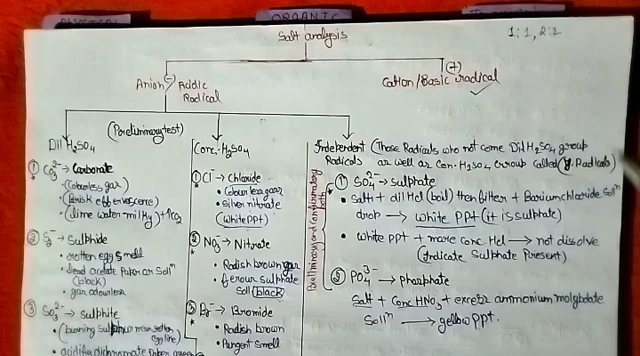 ORGANIC
Salt analysis
1:1, 2:2
(-)
Anion/Acidic
Radical
(+)
Cation/Basic radical
(Preliminary test)
Dil H2SO4
① CO3^2- → Carbonate
• (colourless gas)
• (Brisk effervescence)
• (lime water milky) ↑CO2
② S^2- → Sulphide
• rotten egg smell
• lead acetate Paper or Soln
(black)
• gas odourless
③ SO3^2- → sulphite
• (burning sulphur
• acidify dichromate Paper green
Conc. H2SO4
① Cl^- → Chloride
• Colourless gas
• Silver nitrate
(White PPt)
② NO3^- → Nitrate
• Radish brown gas
• ferous sulphate
Soln black
③ Br^- → Bromide
• Radish brown
• Pungent smell
Independent (Those Radicals who not come Dil H2SO4 group
Radicals as well as Con. H2SO4 Group called (I. Radicals)
Preliminary and confirmatory test
① SO4^2- → sulphate
• Salt + dil Hcl (boil) then filter + Barium chloride Soln
drop → white PPT (it is sulphate)
• white PPT + more conc Hcl → not dissolve
(Indicate Sulphate Present)
② PO4^3- → phosphate
Salt + Conc HNO3 + excess ammonium molybdate
Soln → yellow PPT.